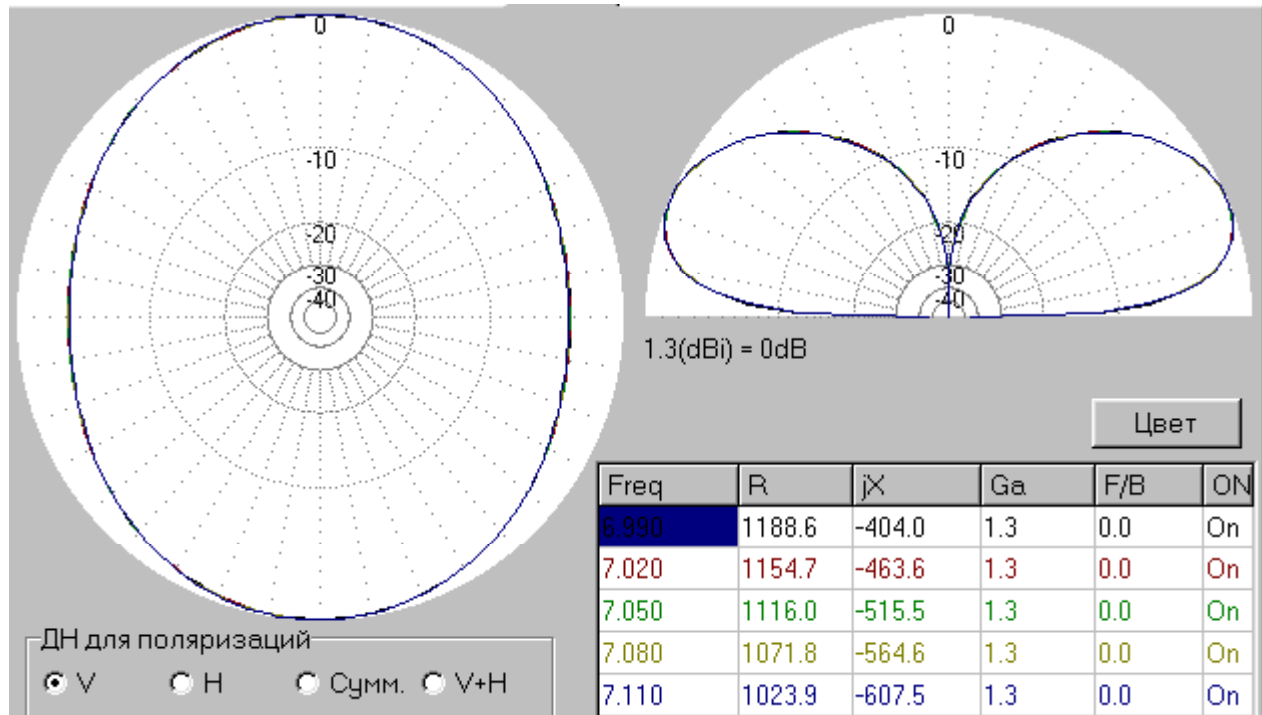 0
-10
-20
-30
-40
0
-10
-20
-30
-40
1.3(dBi) = 0dB
Цвет
Freq R jX Ga F/B ON
6.990 1188.6 -404.0 1.3 0.0 On
7.020 1154.7 -463.6 1.3 0.0 On
7.050 1116.0 -515.5 1.3 0.0 On
7.080 1071.8 -564.6 1.3 0.0 On
7.110 1023.9 -607.5 1.3 0.0 On
ДН для поляризаций
V H Сумм. V+H